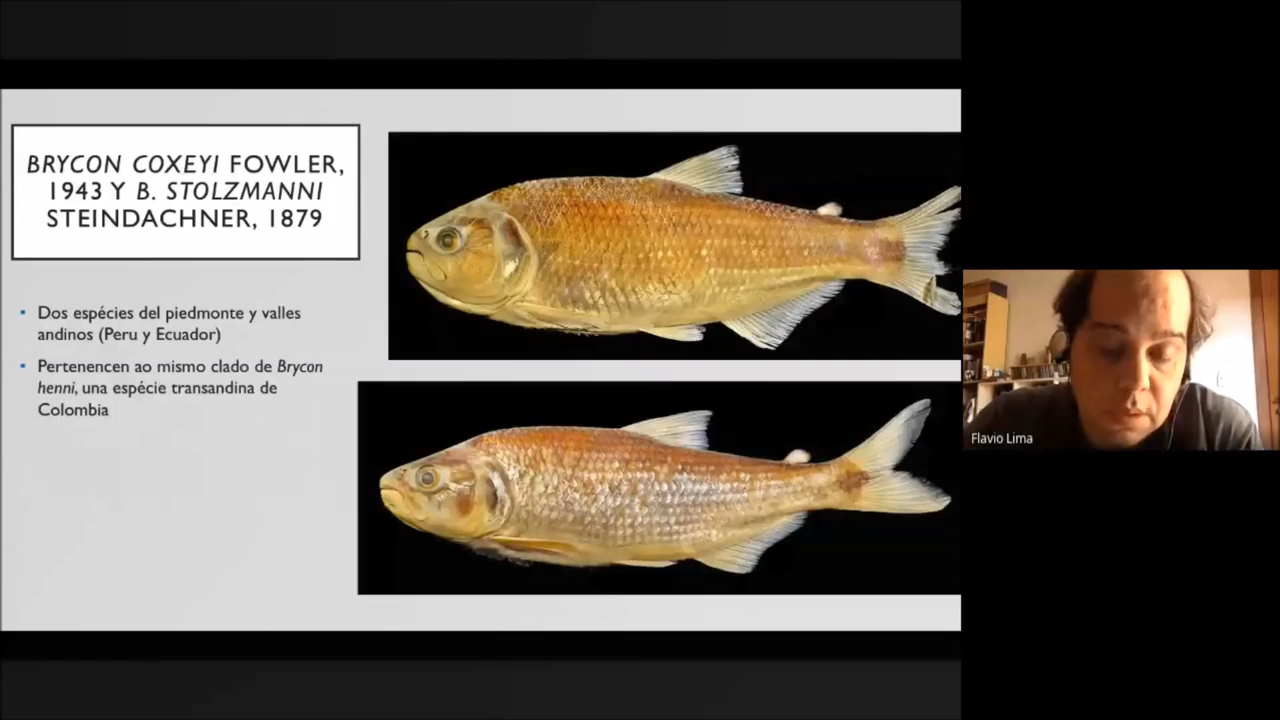 BRYCON COXEYI FOWLER,
1943 Y B. STOLZMANNI
STEINDACHNER, 1879
• Dos espécies del piedmonte y valles
andinos (Peru y Ecuador)
• Pertenencen ao mismo clado de Brycon
henni, una espécie transandina de
Colombia
Flavio Lima